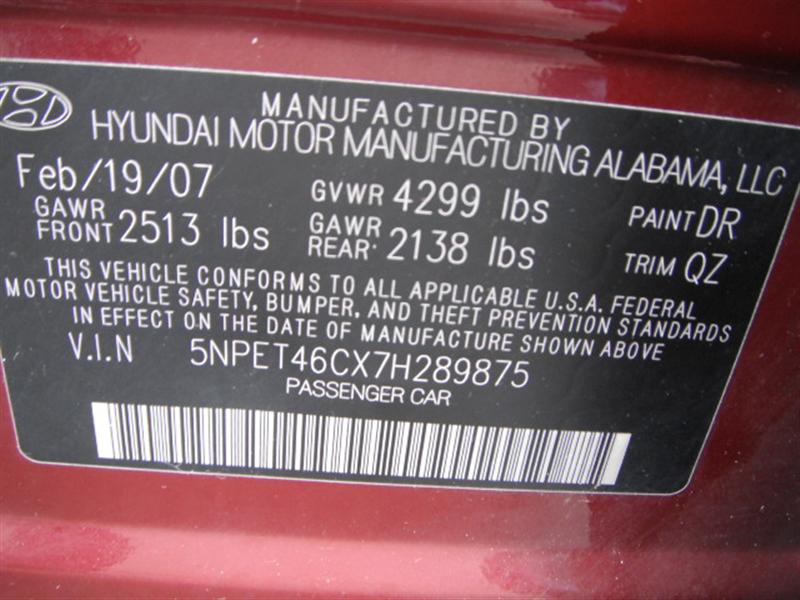 MANUFACTURED BY
HYUNDAI MOTOR MANUFACTURING ALABAMA, LLC
Feb/19/07 GVWR 4299 lbs PAINT DR
GAWR FRONT 2513 lbs GAWR REAR: 2138 lbs TRIM QZ
THIS VEHICLE CONFORMS TO ALL APPLICABLE U.S.A. FEDERAL
MOTOR VEHICLE SAFETY, BUMPER, AND THEFT PREVENTION STANDARDS
IN EFFECT ON THE DATE OF MANUFACTURE SHOWN ABOVE
V.I.N 5NPET46CX7H289875
PASSENGER CAR